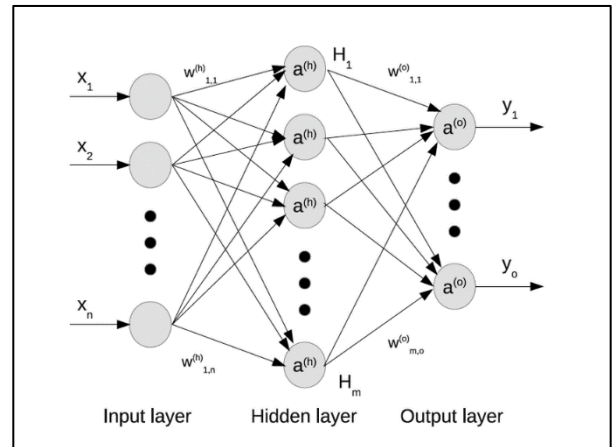 x₁
x₂
xₙ
w⁽ʰ⁾₁,₁
w⁽ʰ⁾₁,ₙ
H₁
a⁽ʰ⁾
a⁽ʰ⁾
a⁽ʰ⁾
a⁽ʰ⁾
Hₘ
w⁽ᵒ⁾₁,₁
w⁽ᵒ⁾ₘ,ₒ
a⁽ᵒ⁾
a⁽ᵒ⁾
y₁
yₒ
Input layer
Hidden layer
Output layer